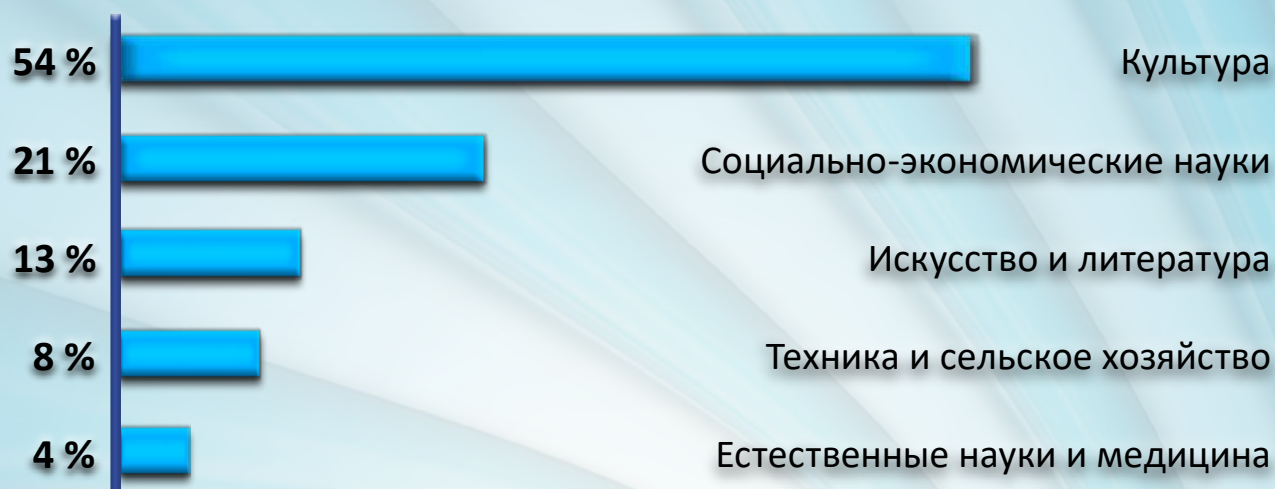 54 % Культура
21 % Социально-экономические науки
13 % Искусство и литература
8 % Техника и сельское хозяйство
4 % Естественные науки и медицина